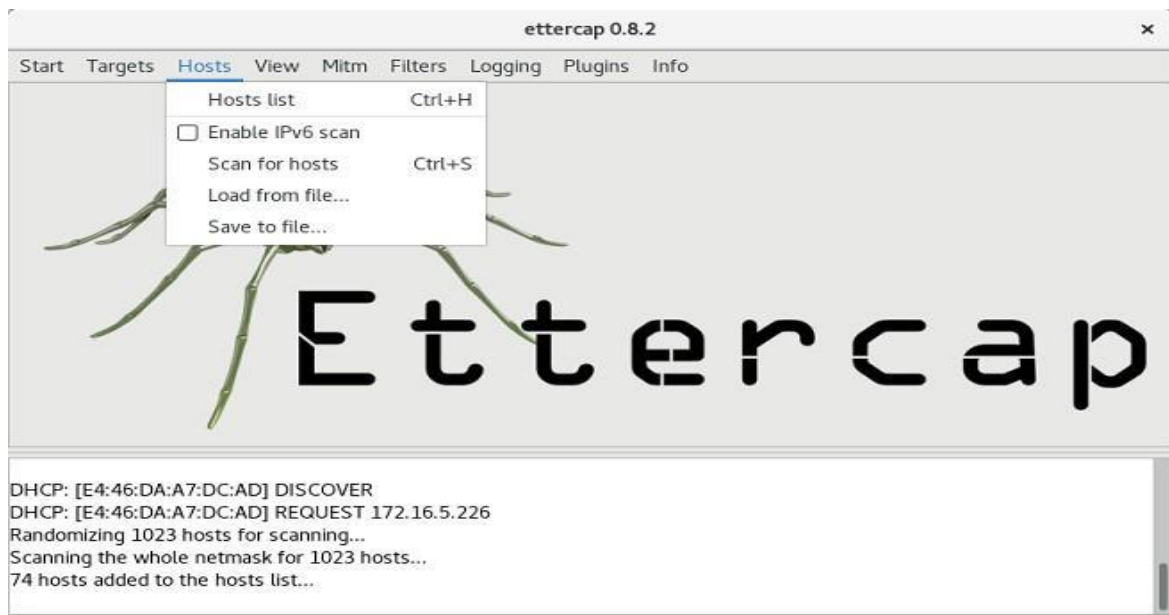 ettercap 0.8.2 ×
Start Targets Hosts View Mitm Filters Logging Plugins Info
Hosts list Ctrl+H
Enable IPv6 scan
Scan for hosts Ctrl+S
Load from file...
Save to file...
Ettercap
DHCP: [E4:46:DA:A7:DC:AD] DISCOVER
DHCP: [E4:46:DA:A7:DC:AD] REQUEST 172.16.5.226
Randomizing 1023 hosts for scanning...
Scanning the whole netmask for 1023 hosts...
74 hosts added to the hosts list...